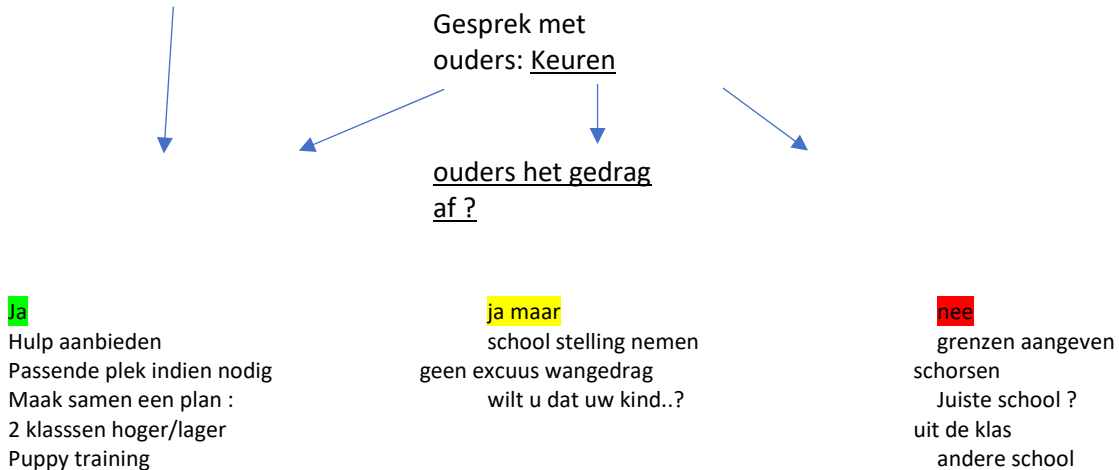 Gesprek met
ouders: Keuren
ouders het gedrag
af ?
Ja
Hulp aanbieden
Passende plek indien nodig
Maak samen een plan :
2 klasssen hoger/lager
Puppy training
ja maar
school stelling nemen
geen excuus wangedrag
wilt u dat uw kind..?
nee
grenzen aangeven
schorsen
Juiste school ?
uit de klas
andere school